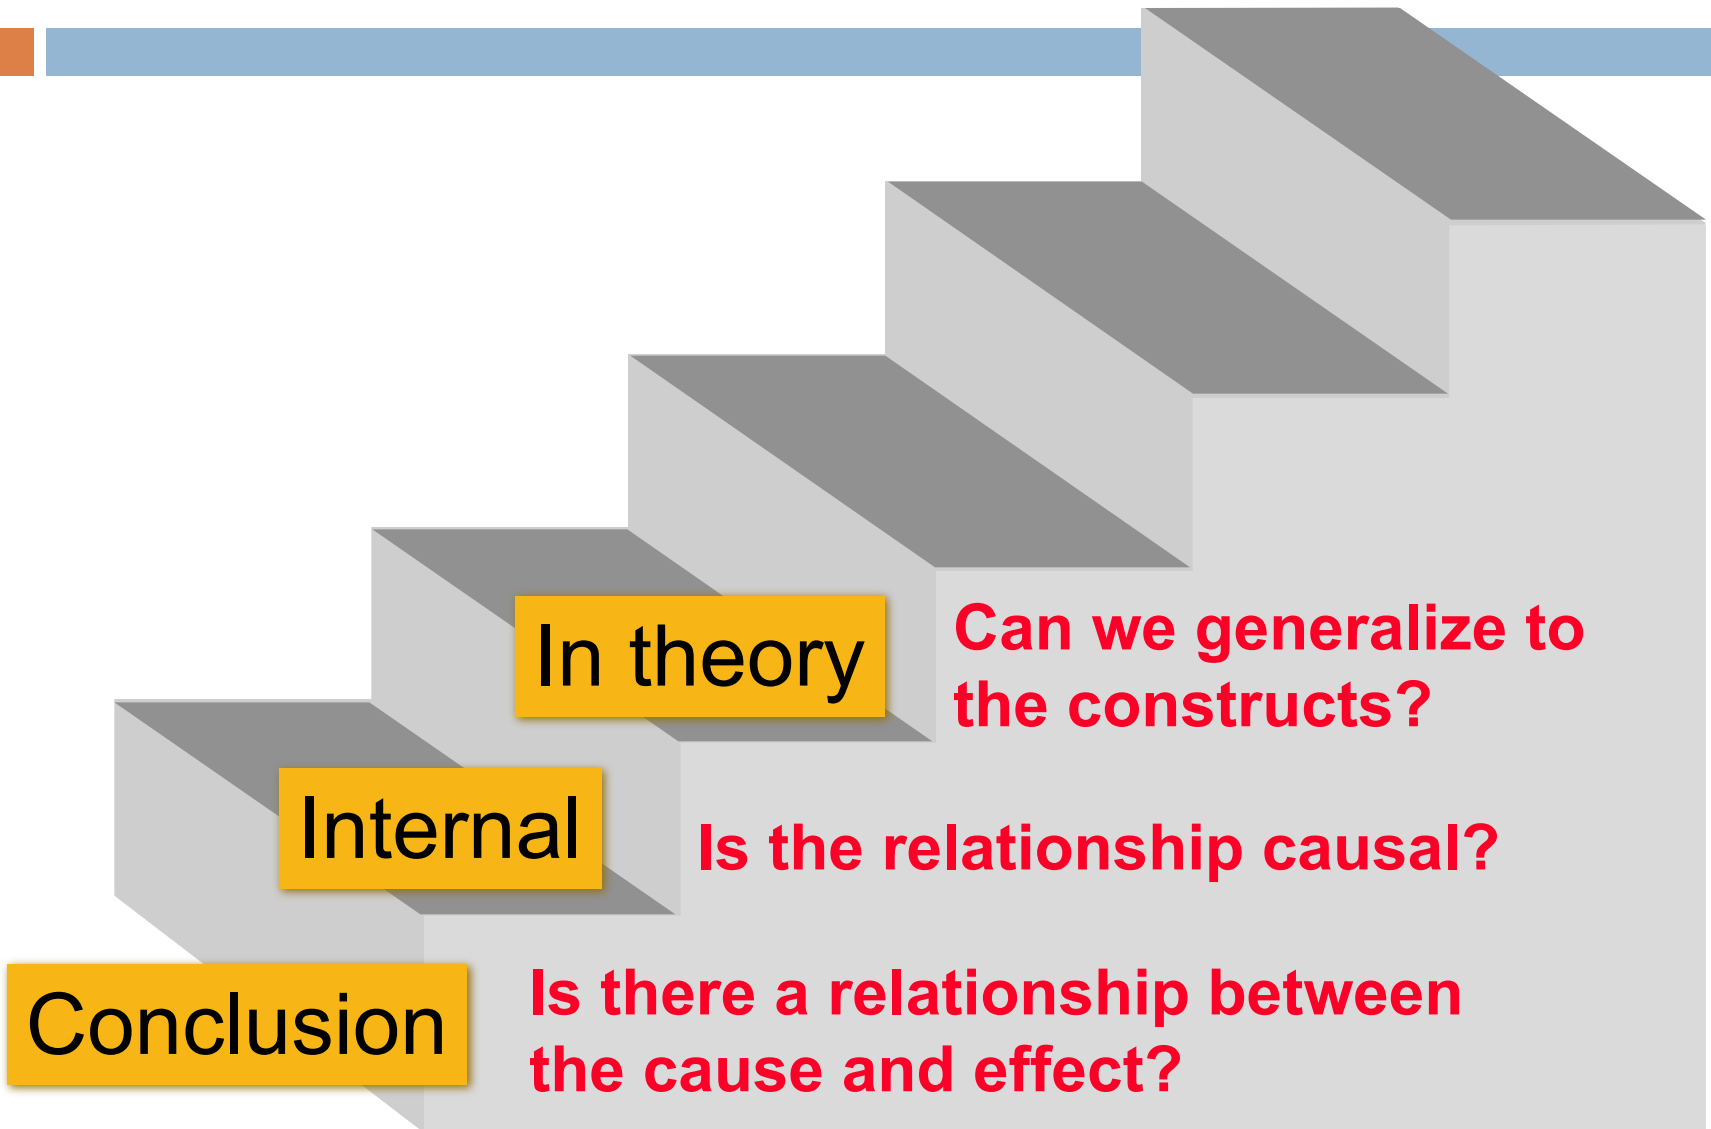 In theory
Can we generalize to
the constructs?
Internal
Is the relationship causal?
Conclusion
Is there a relationship between
the cause and effect?